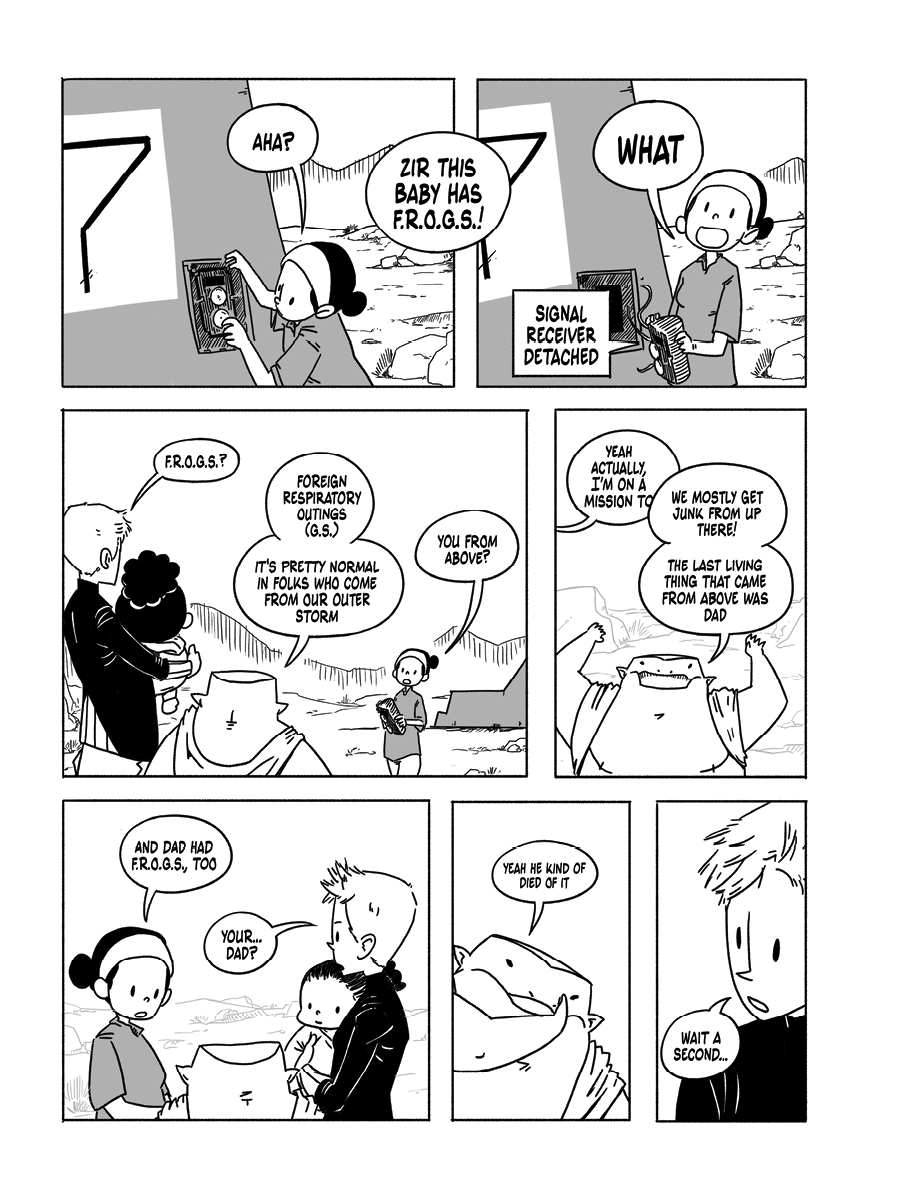 AHA?
ZIR THIS
BABY HAS
F.R.O.G.S.!
WHAT
SIGNAL
RECEIVER
DETACHED
F.R.O.G.S.?
FOREIGN
RESPIRATORY
OUTINGS
(G.S.)
IT'S PRETTY NORMAL
IN FOLKS WHO COME
FROM OUR OUTER
STORM
YOU FROM
ABOVE?
YEAH
ACTUALLY,
I'M ON A
MISSION TO
WE MOSTLY GET
JUNK FROM UP
THERE!
THE LAST LIVING
THING THAT CAME
FROM ABOVE WAS
DAD
AND DAD HAD
F.R.O.G.S., TOO
YOUR...
DAD?
YEAH HE KIND OF
DIED OF IT
WAIT A
SECOND...